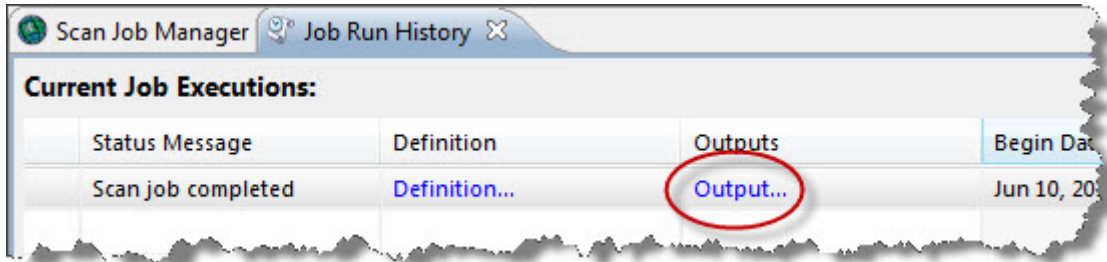 Scan Job Manager Job Run History
Current Job Executions:
Status Message Definition Outputs Begin
Scan job completed Definition... Output... Jun 10,